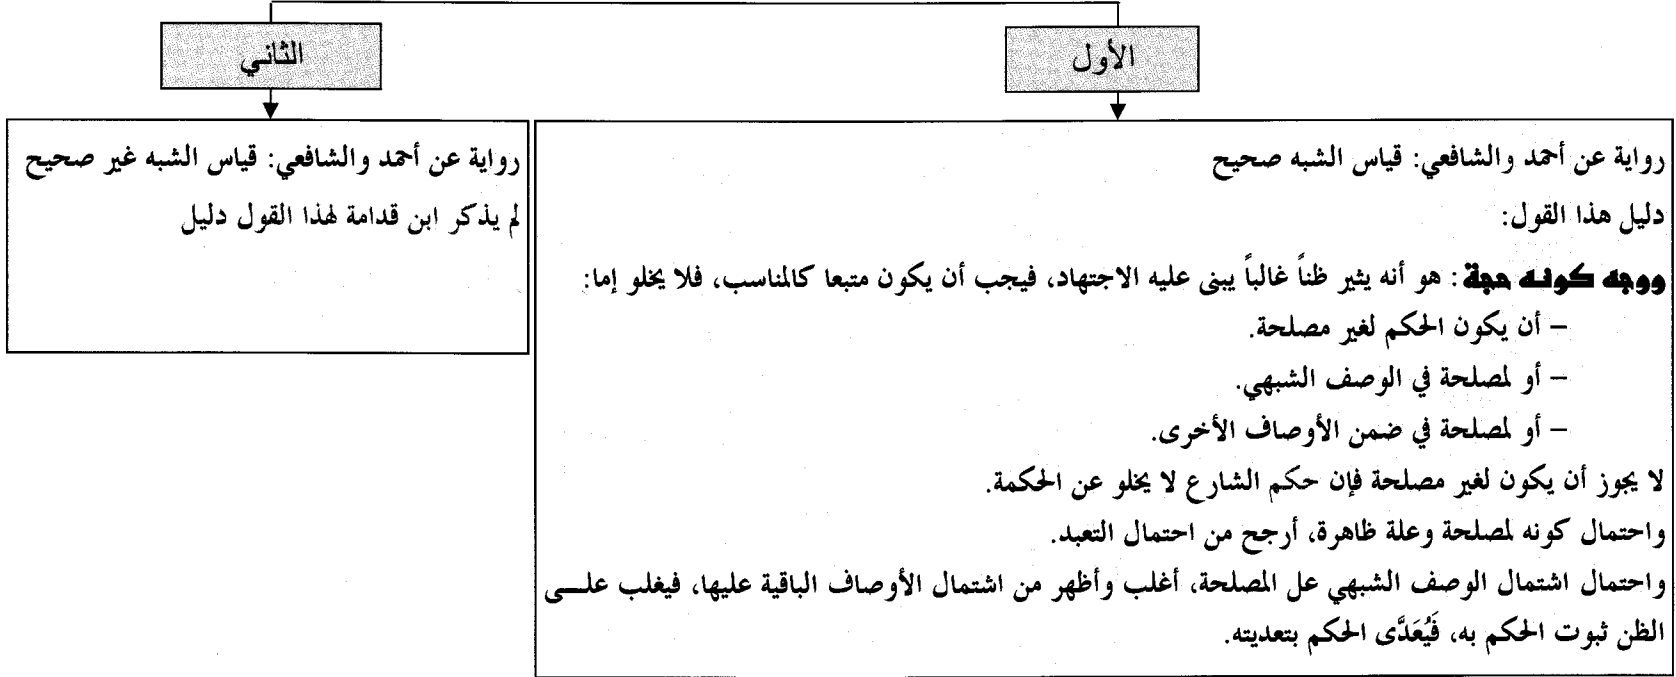 الأول
رواية عن أحمد والشافعي: قياس الشبه صحيح
دليل هذا القول:
ووجه كونه حجة: هو أنه يثير ظناً غالباً يبنى عليه الاجتهاد، فيجب أن يكون متبعا كالمناسب، فلا يخلو إما:
– أن يكون الحكم لغير مصلحة.
– أو لمصلحة في الوصف الشبهي.
– أو لمصلحة في ضمن الأوصاف الأخرى.
لا يجوز أن يكون لغير مصلحة فإن حكم الشارع لا يخلو عن الحكمة.
واحتمال كونه لمصلحة وعلة ظاهرة، أرجح من احتمال التعبد.
واحتمال اشتمال الوصف الشبهي عل المصلحة، أغلب وأظهر من اشتمال الأوصاف الباقية عليها، فيغلب علـــى
الظن ثبوت الحكم به، فَيُعَدَّى الحكم بتعديته.
الثاني
رواية عن أحمد والشافعي: قياس الشبه غير صحيح
لم يذكر ابن قدامة لهذا القول دليل